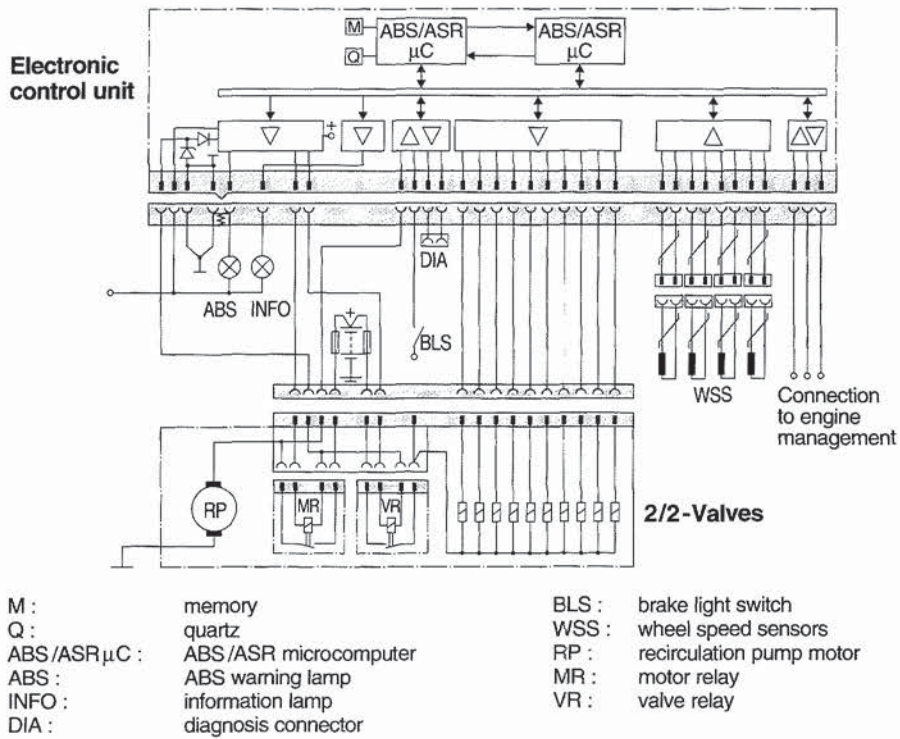 Electronic
control unit
M
Q
ABS/ASR
μC
ABS/ASR
μC
ABS
INFO
DIA
BLS
WSS
Connection
to engine
management
RP
MR
VR
2/2-Valves
M : memory
Q : quartz
ABS/ASR μC : ABS/ASR microcomputer
ABS : ABS warning lamp
INFO : information lamp
DIA : diagnosis connector
BLS : brake light switch
WSS : wheel speed sensors
RP : recirculation pump motor
MR : motor relay
VR : valve relay